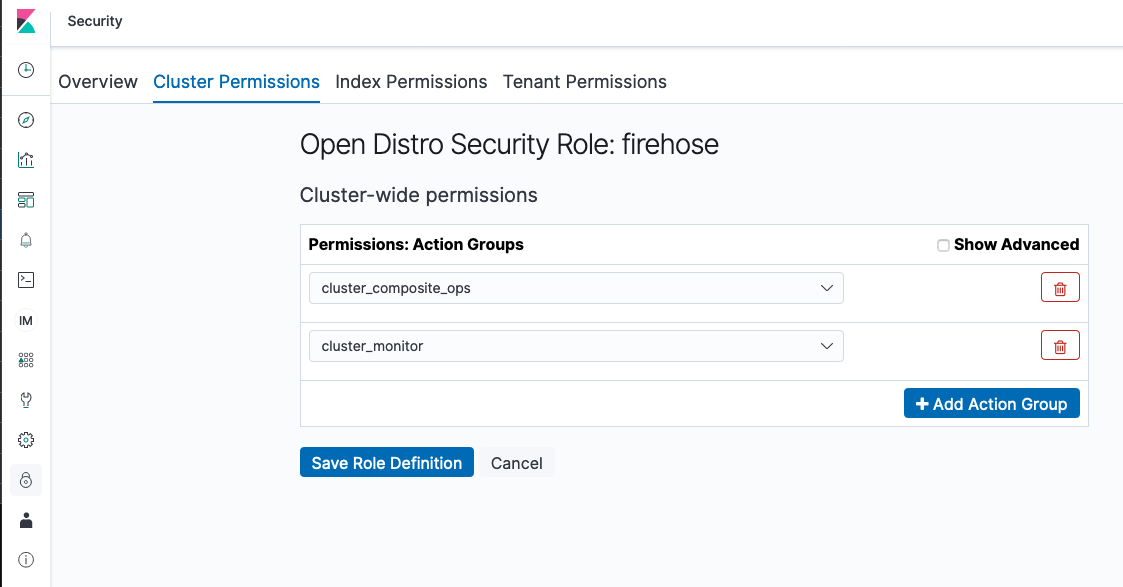 Security
Overview Cluster Permissions Index Permissions Tenant Permissions
Open Distro Security Role: firehose
Cluster-wide permissions
Permissions: Action Groups Show Advanced
cluster_composite_ops
cluster_monitor
IM
Add Action Group
Save Role Definition Cancel